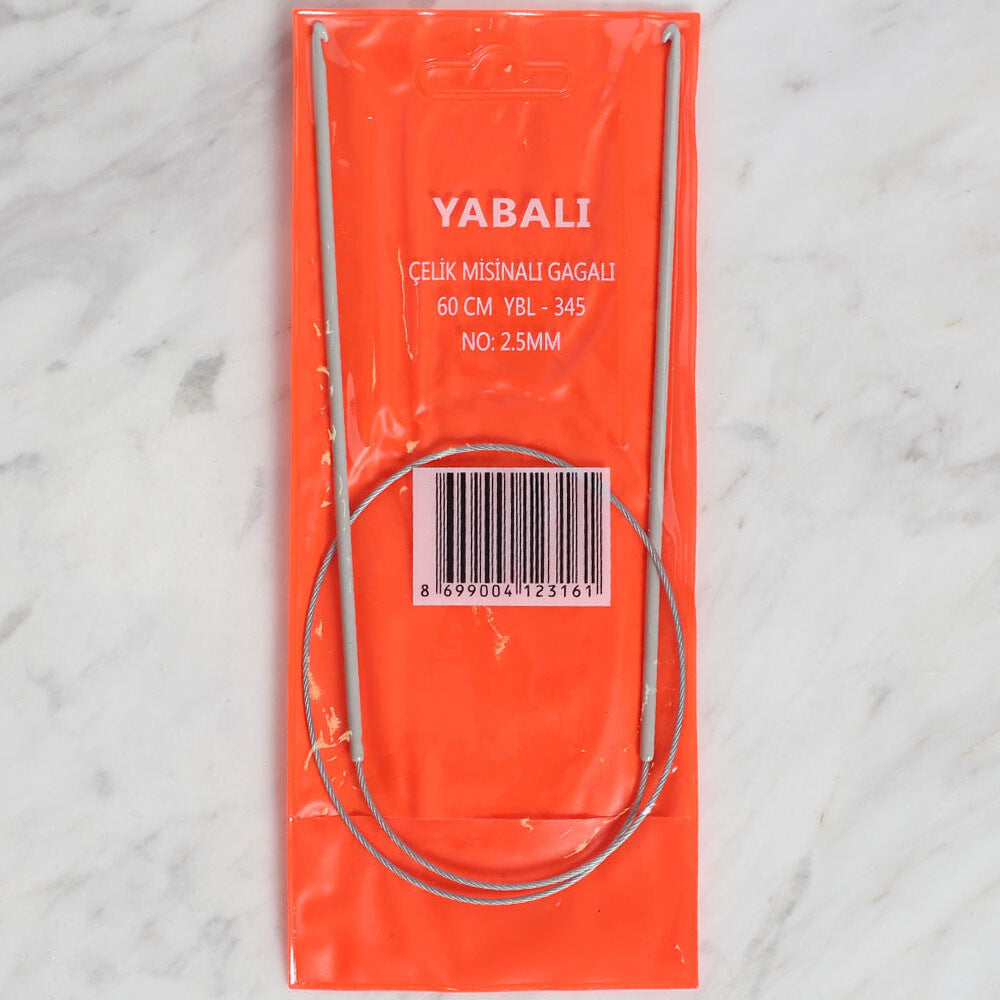 YABALI
ÇELİK MİSİNALI GAGALI
60 CM YBL - 345
NO: 2.5MM
8 699004 123161